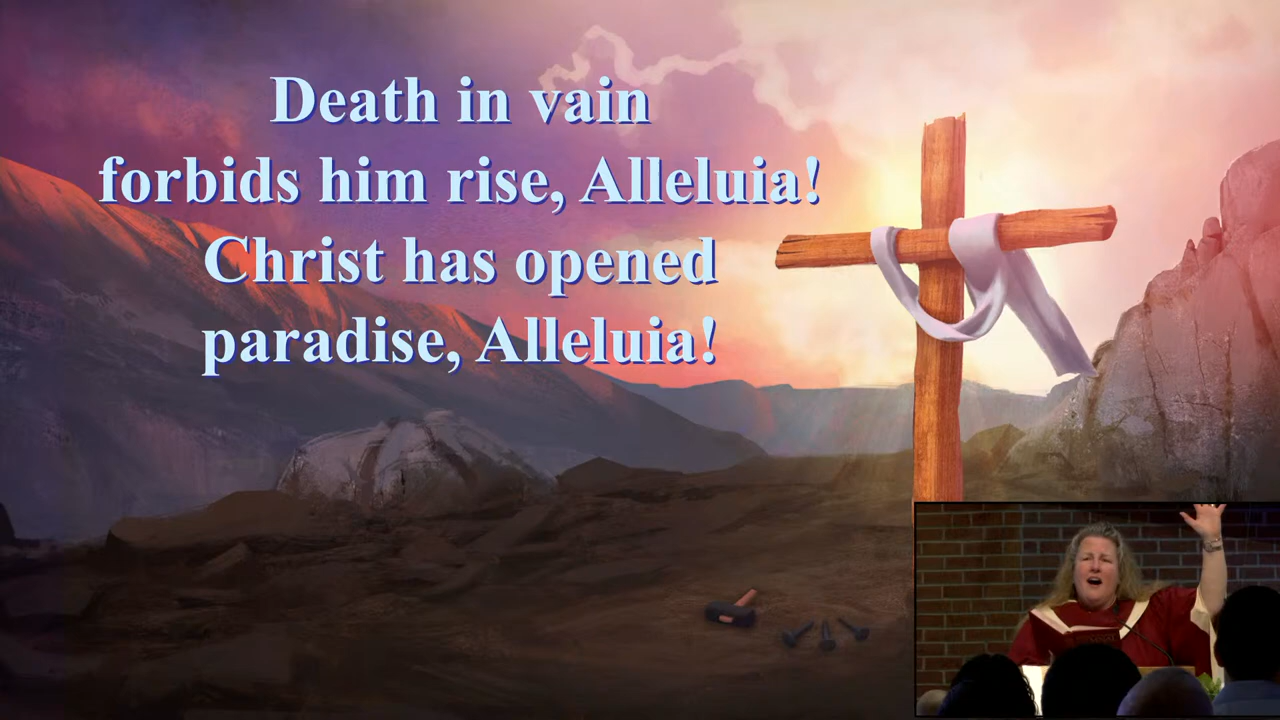 Death in vain
forbids him rise, Alleluia!
Christ has opened
paradise, Alleluia!